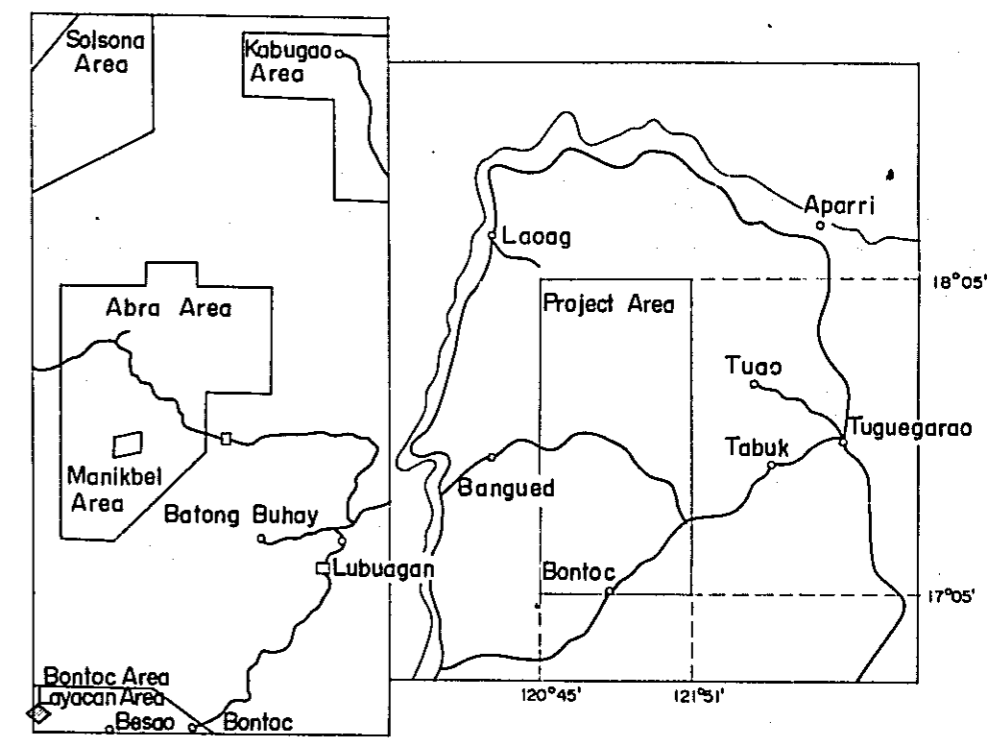 Solsona
Area
Kabugao
Area
Abra Area
Manikbel
Area
Batong Buhay
Lubuagan
Bontoc Area
Layacan Area
Besao
Bontoc
Aparri
Laoag
18°05'
Project Area
Tuao
Tuguegarao
Tabuk
Bangued
Bontoc
17°05'
120°45'
121°51'